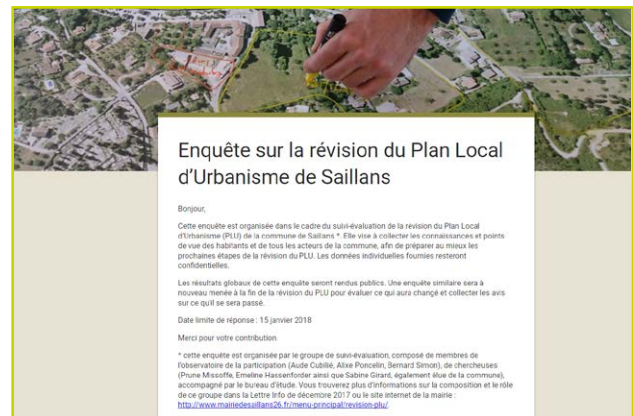 Enquête sur la révision du Plan Local
d'Urbanisme de Saillans
Bonjour,
Cette enquête est organisée dans le cadre du suivi-évaluation de la révision du Plan Local
d'Urbanisme (PLU) de la commune de Saillans *. Elle vise à collecter les connaissances et points
de vue des habitants et de tous les acteurs de la commune, afin de préparer au mieux les
prochaines étapes de la révision du PLU. Les données individuelles fournies resteront
confidentielles.
Les résultats globaux de cette enquête seront rendus publics. Une enquête similaire sera à
nouveau menée à la fin de la révision du PLU pour évaluer ce qui aura changé et collecter les avis
sur ce qu'il se sera passé.
Date limite de réponse : 15 janvier 2018
Merci pour votre contribution
* cette enquête est organisée par le groupe de suivi-évaluation, composé de membres de
l'observatoire de la participation (Aude Cubilié, Alixe Poncelin, Bernard Simon), de chercheuses
(Prune Missoffe, Emeline Hassenforder ainsi que Sabine Girard, également élue de la commune),
accompagné par le bureau d'étude. Vous trouverez plus d'informations sur la composition et le rôle
de ce groupe dans la Lettre Info de décembre 2017 ou le site internet de la mairie :
http://www.mairiedesaillans26.fr/menu-principal/revision-plu/